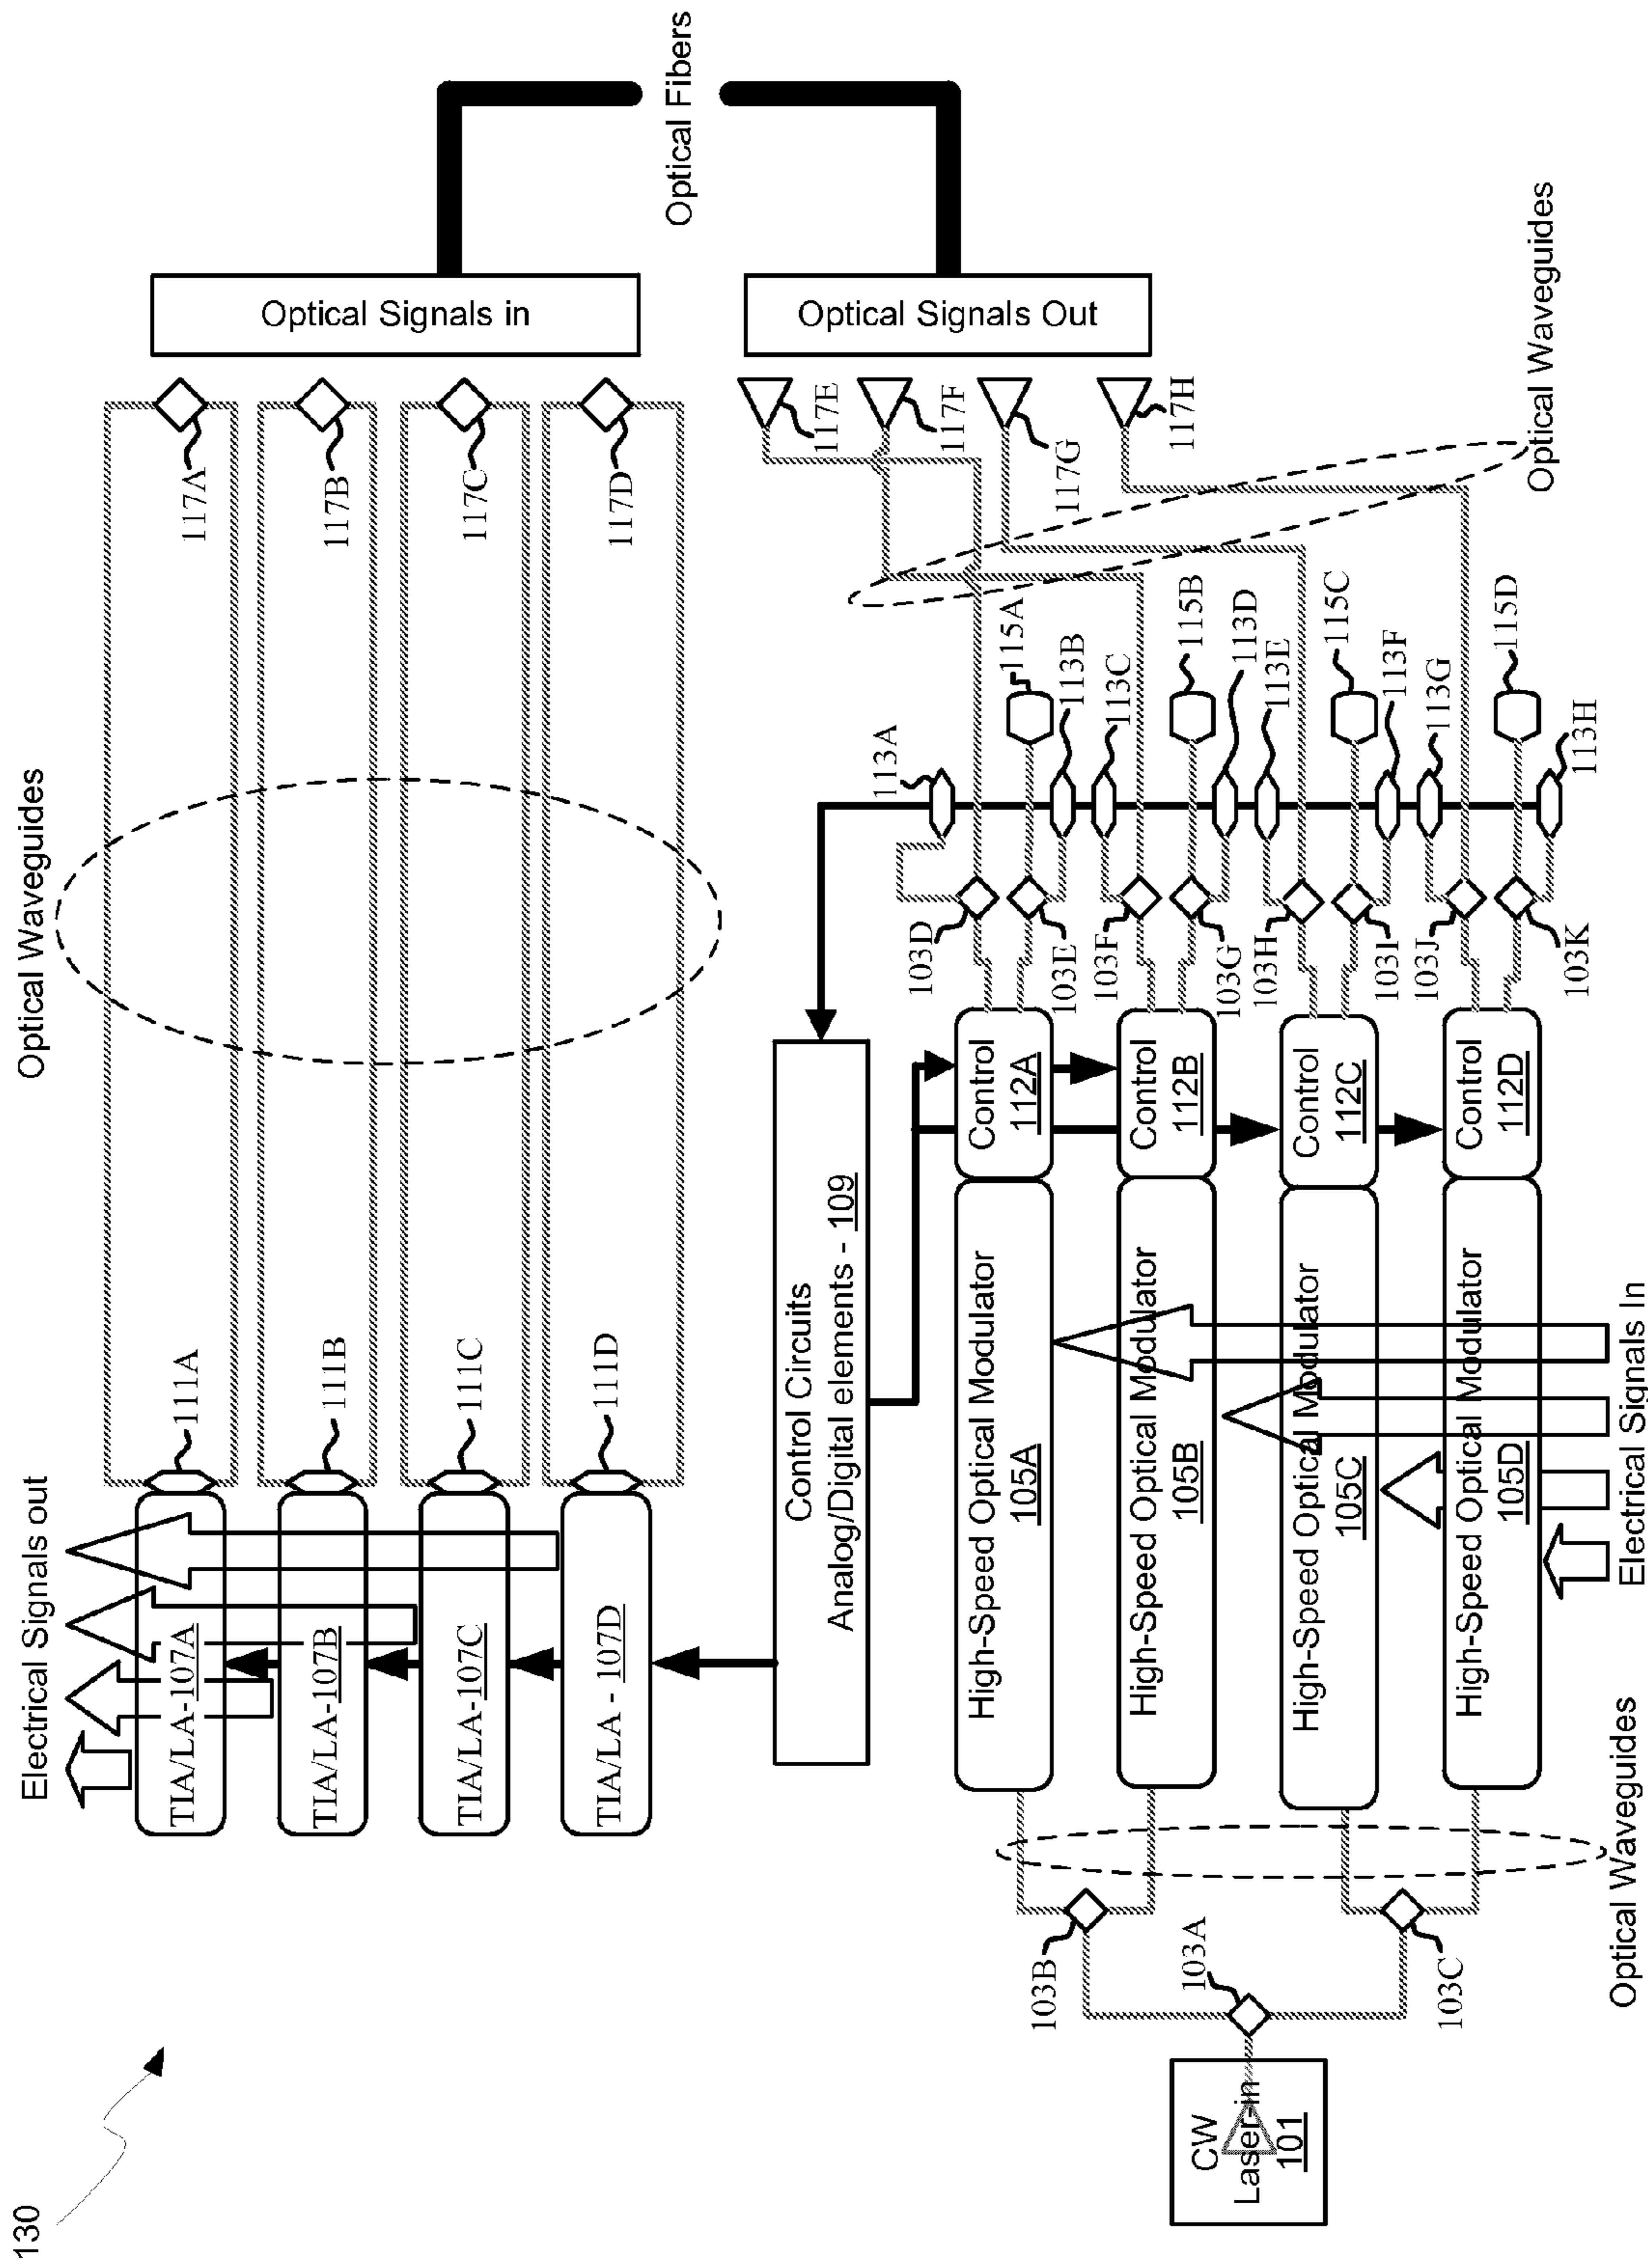 130
Electrical Signals out
Optical Waveguides
TIA/LA-107A
111A
117A
TIA/LA-107B
111B
117B
TIA/LA-107C
111C
117C
TIA/LA - 107D
111D
117D
Optical Signals in
Optical Fibers
Optical Signals Out
Control Circuits
Analog/Digital elements - 109
117E
117F
117G
117H
CW
Laser-in
101
103A
103B
103C
High-Speed Optical Modulator
105A
Control
112A
103D
113A
103E
115A
113B
High-Speed Optical Modulator
105B
Control
112B
103F
113C
103G
115B
113D
High-Speed Optical Modulator
105C
Control
112C
103H
113E
103I
115C
113F
High-Speed Optical Modulator
105D
Control
112D
103J
113G
103K
115D
113H
Optical Waveguides
Electrical Signals In
Optical Waveguides